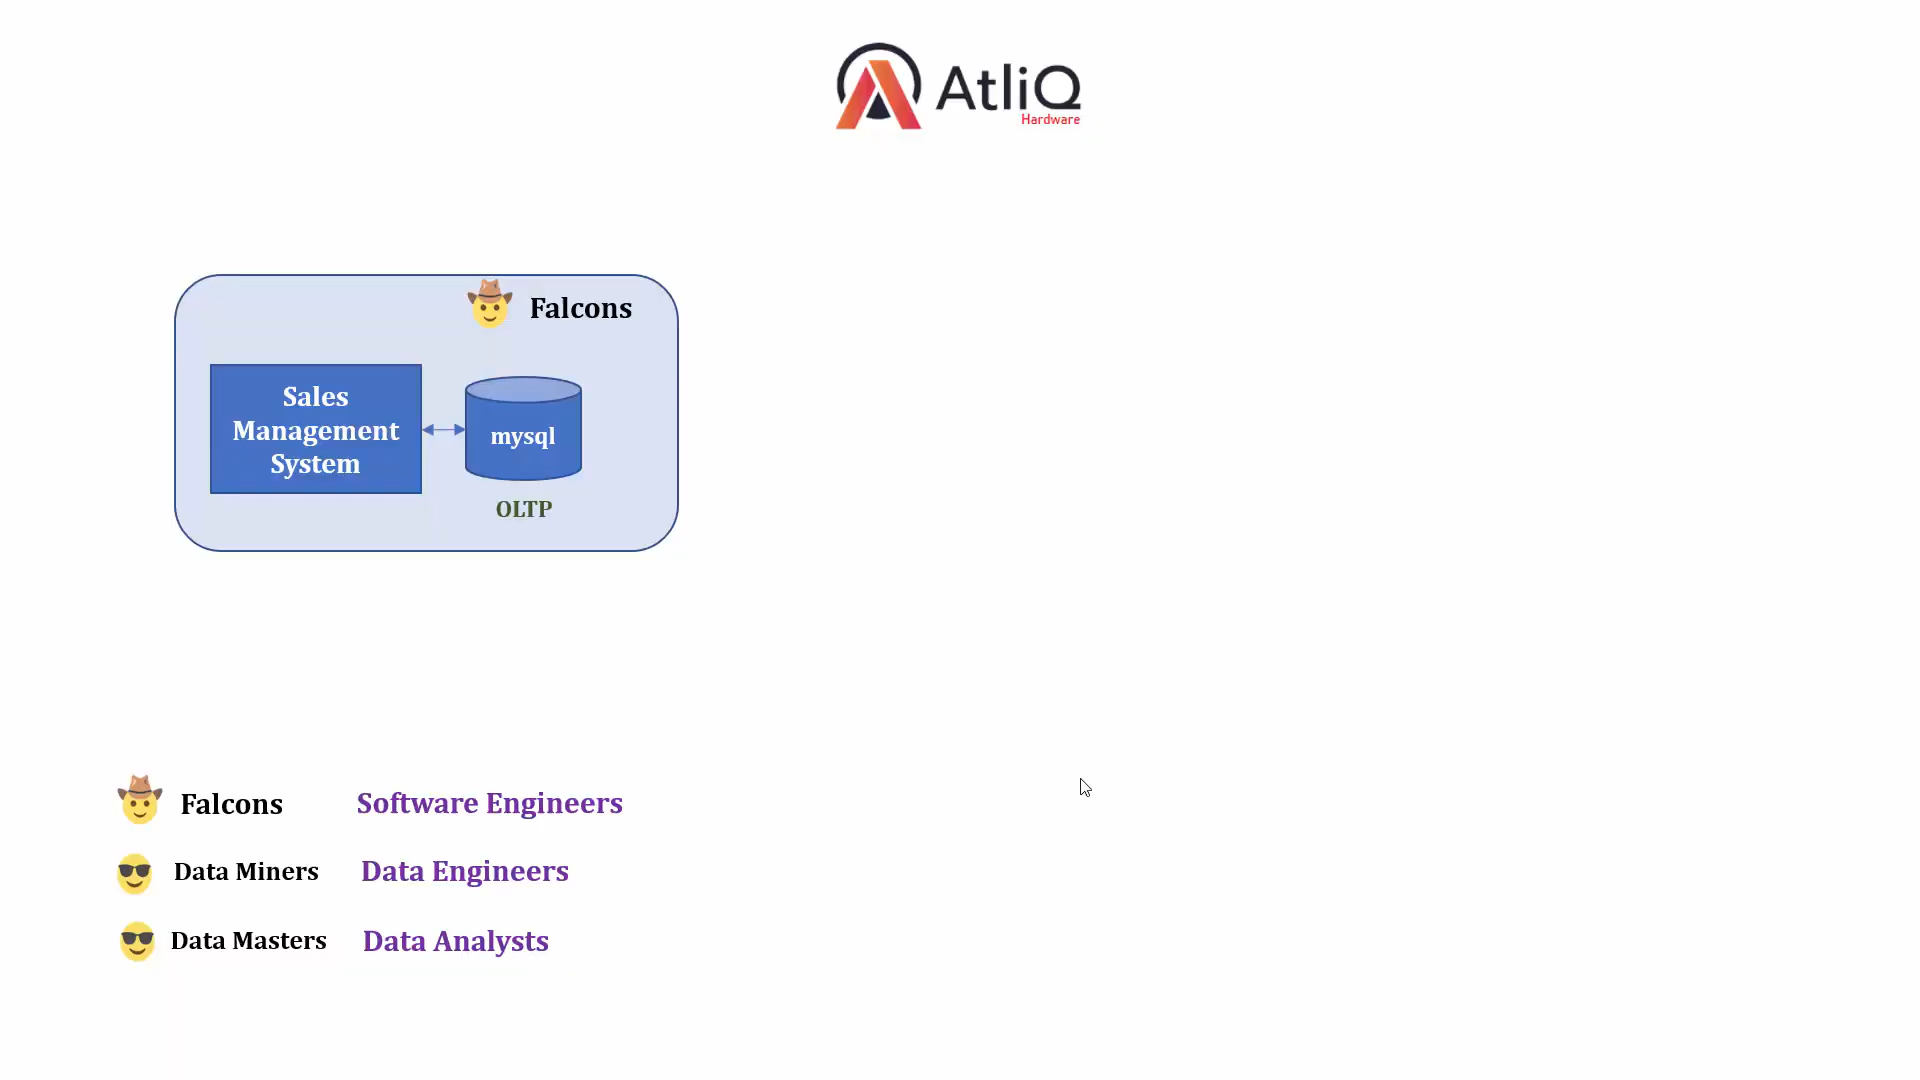 AtliQ
Hardware
Falcons
Sales
Management
System
mysql
OLTP
Falcons Software Engineers
Data Miners Data Engineers
Data Masters Data Analysts